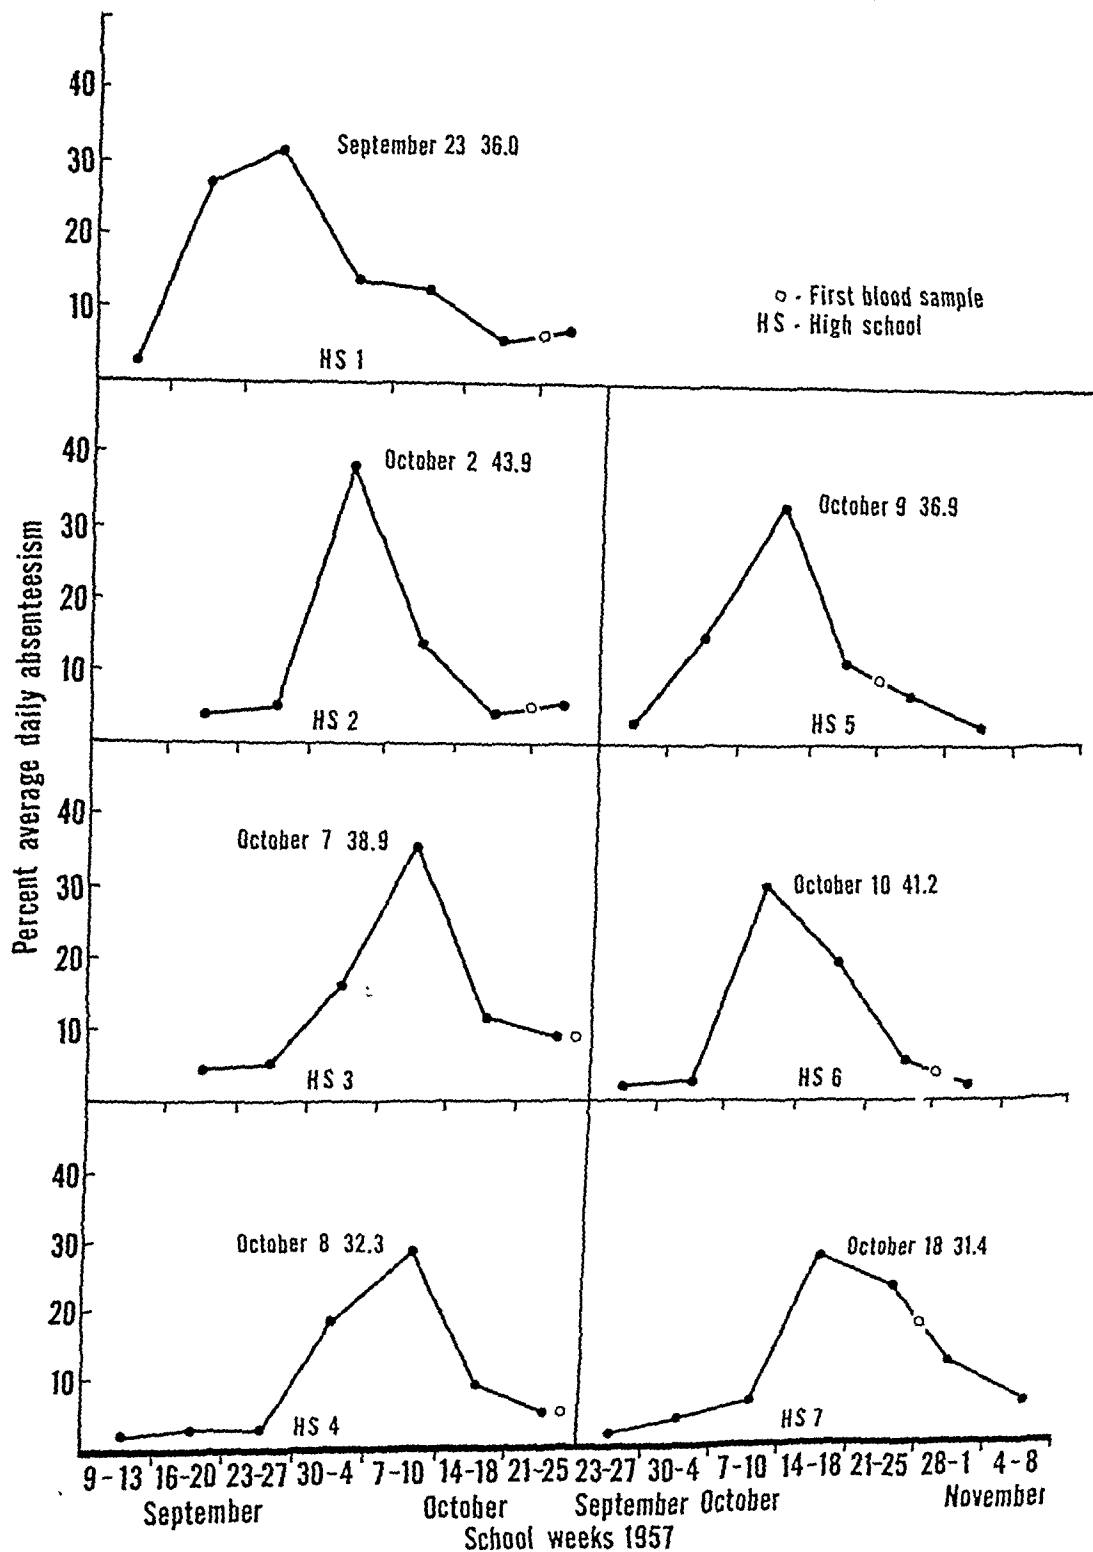 40
30
20
10
September 23 36.0
o - First blood sample
HS - High school
HS 1
Percent average daily absenteesism
40
30
20
10
October 2 43.9
HS 2
October 9 36.9
HS 5
40
30
20
10
October 7 38.9
HS 3
October 10 41.2
HS 6
40
30
20
10
October 8 32.3
HS 4
October 18 31.4
HS 7
9-13 16-20 23-27 30-4 7-10 14-18 21-25 23-27 30-4 7-10 14-18 21-25 28-1 4-8
September October September October November
School weeks 1957